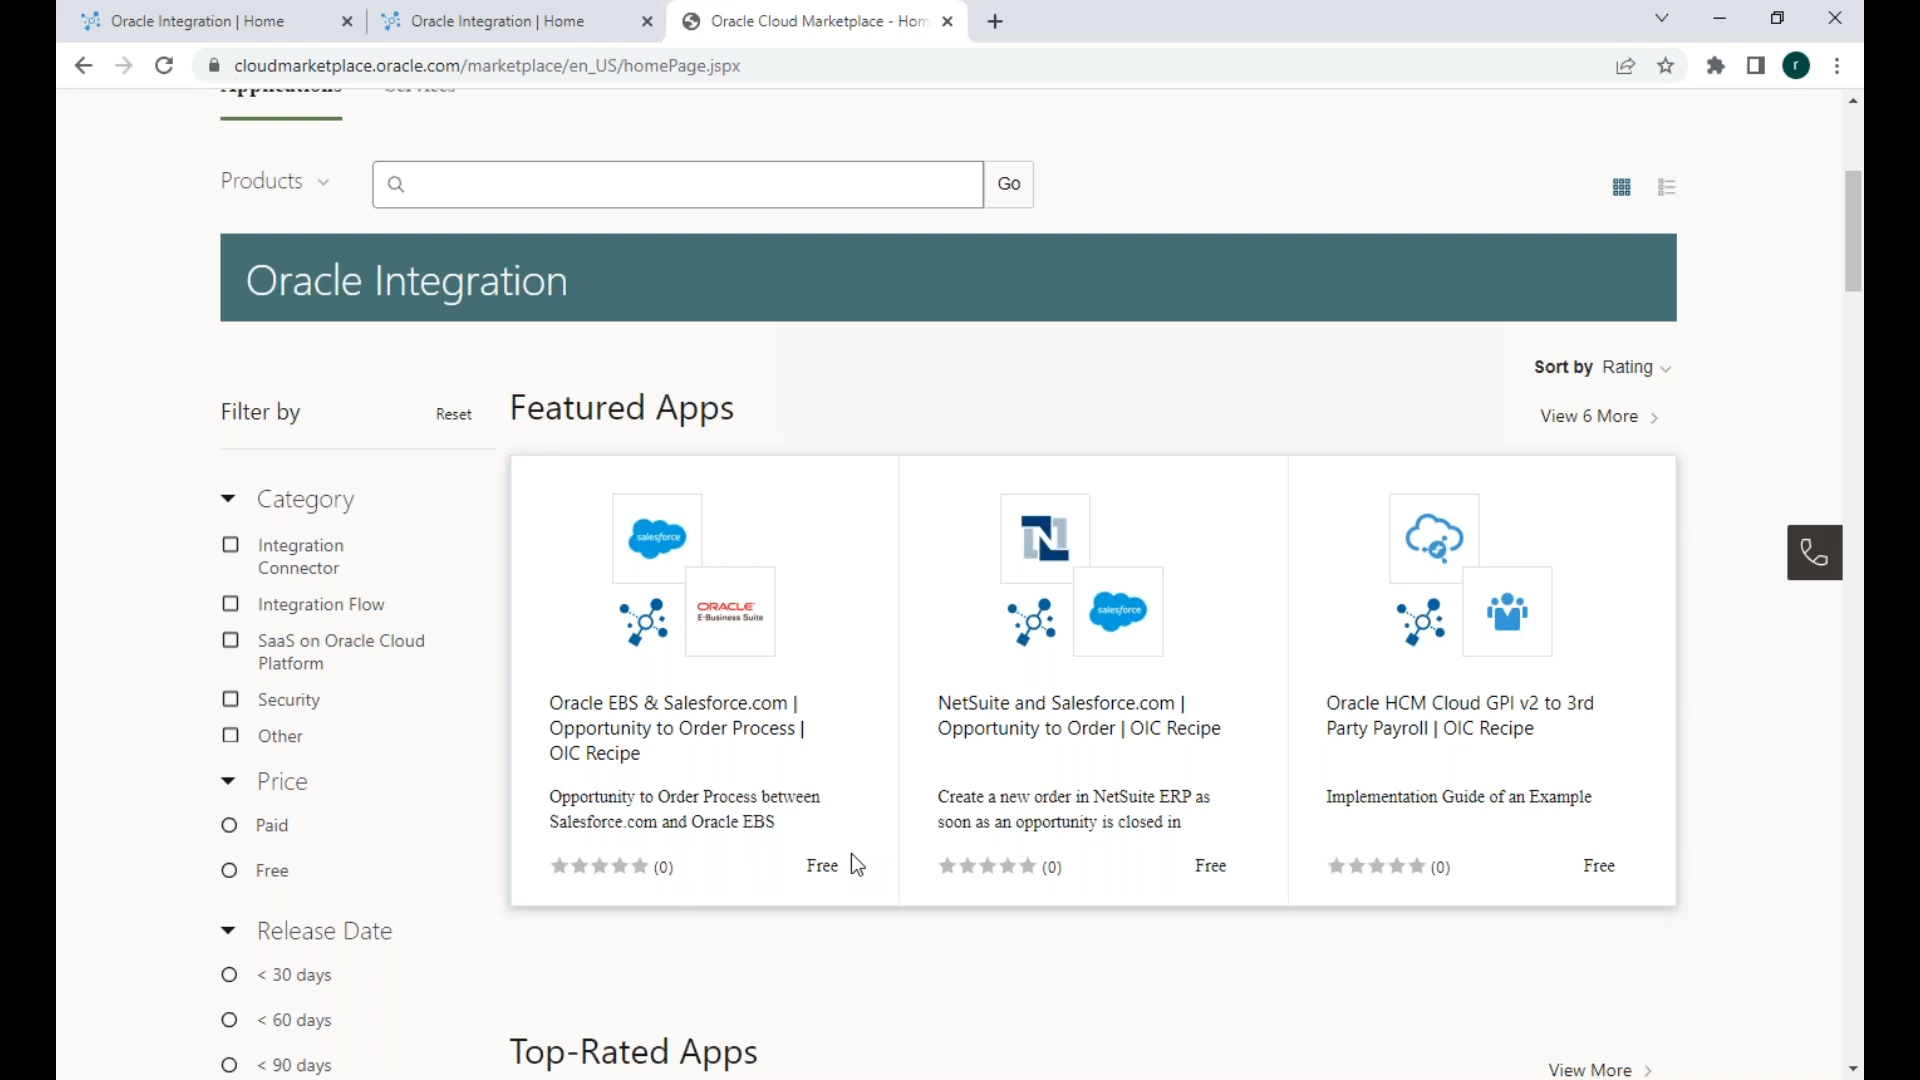 Oracle Integration | Home
Oracle Integration | Home
Oracle Cloud Marketplace - Hom
cloudmarketplace.oracle.com/marketplace/en_US/homePage.jspx
r
Applications
Services
Products
Go
Oracle Integration
Sort by Rating
Filter by
Reset
Featured Apps
View 6 More
Category
Integration
Connector
Integration Flow
SaaS on Oracle Cloud
Platform
Security
Other
Price
Paid
Free
Release Date
< 30 days
< 60 days
< 90 days
salesforce
ORACLE
E-Business Suite
Oracle EBS & Salesforce.com |
Opportunity to Order Process |
OIC Recipe
Opportunity to Order Process between
Salesforce.com and Oracle EBS
(0)
Free
N
salesforce
NetSuite and Salesforce.com |
Opportunity to Order | OIC Recipe
Create a new order in NetSuite ERP as
soon as an opportunity is closed in
(0)
Free
Oracle HCM Cloud GPI v2 to 3rd
Party Payroll | OIC Recipe
Implementation Guide of an Example
(0)
Free
Top-Rated Apps
View More